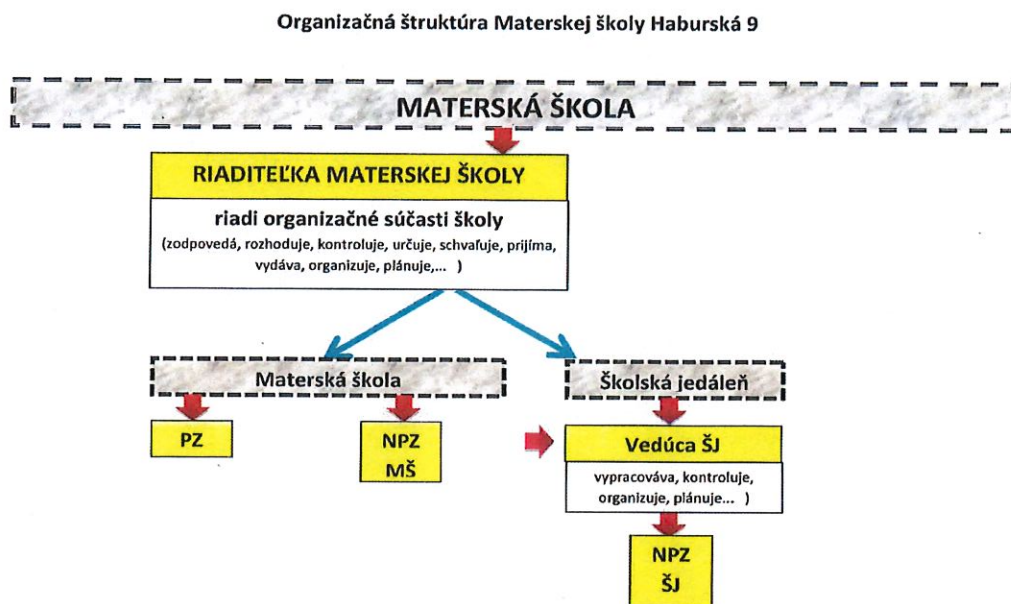 Organizačná štruktúra Materskej školy Haburská 9
MATERSKÁ ŠKOLA
RIADITEĽKA MATERSKEJ ŠKOLY
riadi organizačné súčasti školy
(zodpovedá, rozhoduje, kontroluje, určuje, schvaľuje, prijíma,
vydáva, organizuje, plánuje,... )
Materská škola
Školská jedáleň
PZ
NPZ
MŠ
Vedúca ŠJ
vypracováva, kontroluje,
organizuje, plánuje... )
NPZ
ŠJ